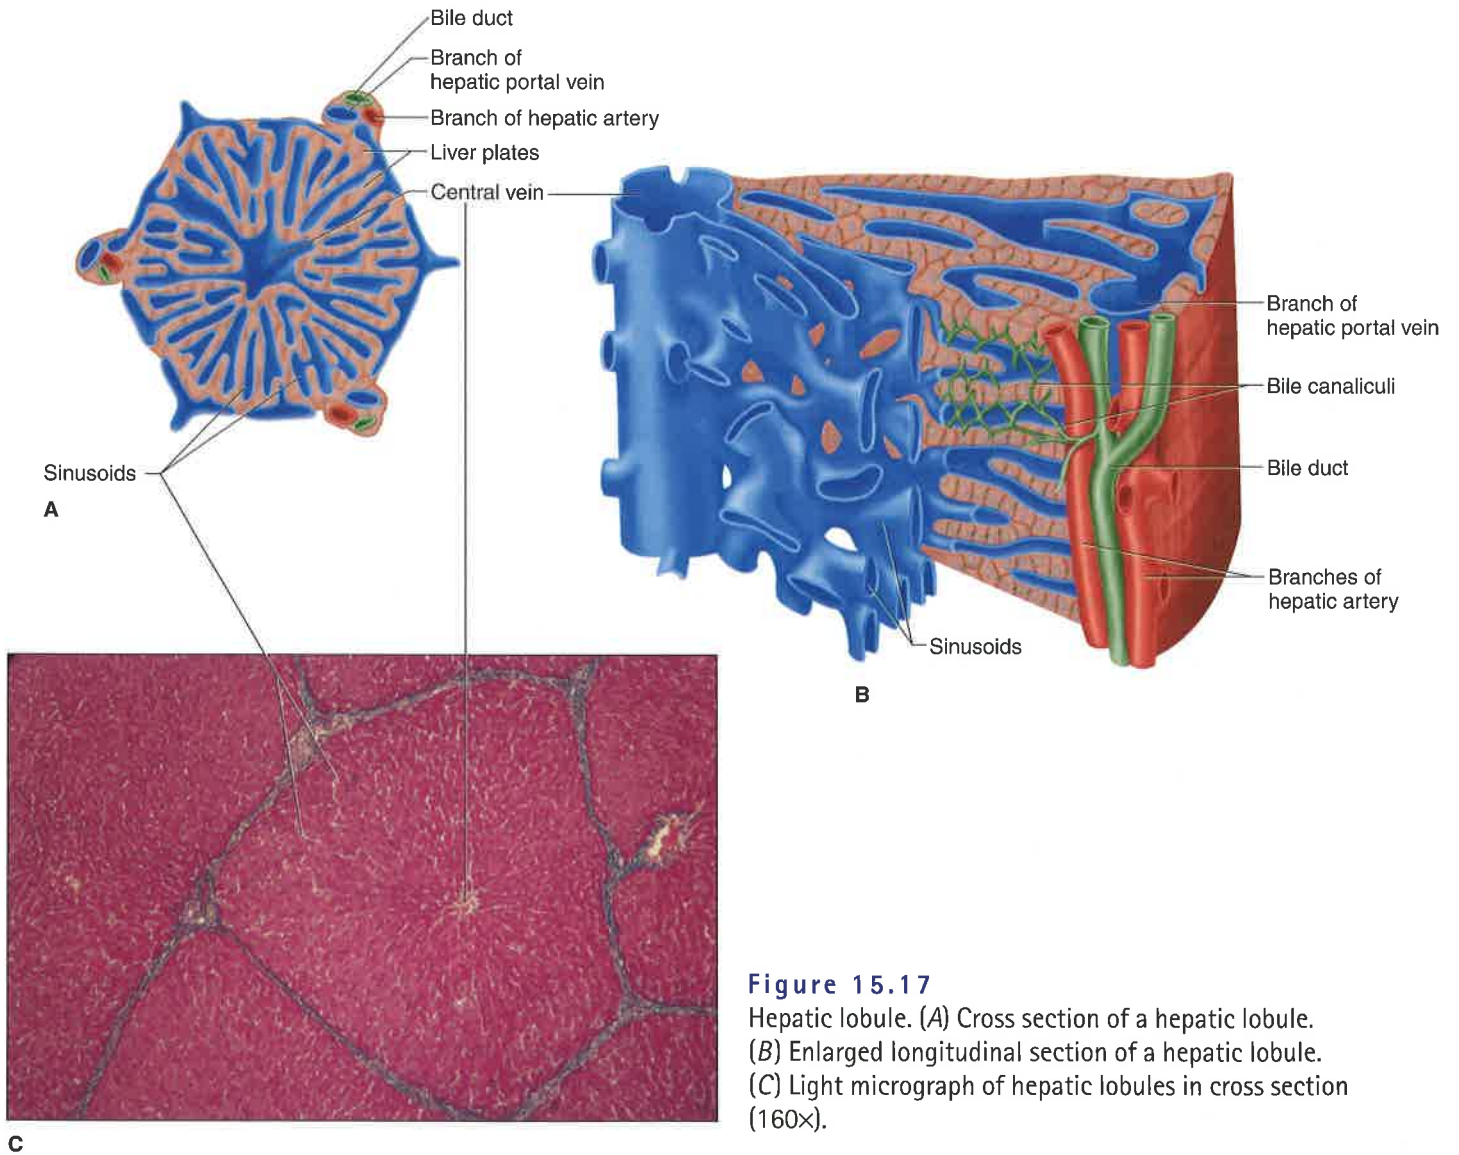 Bile duct
Branch of
hepatic portal vein
Branch of hepatic artery
Liver plates
Central vein
Sinusoids
A
Branch of
hepatic portal vein
Bile canaliculi
Bile duct
Branches of
hepatic artery
Sinusoids
B
C
Figure 15.17
Hepatic lobule. (A) Cross section of a hepatic lobule.
(B) Enlarged longitudinal section of a hepatic lobule.
(C) Light micrograph of hepatic lobules in cross section
(160×).